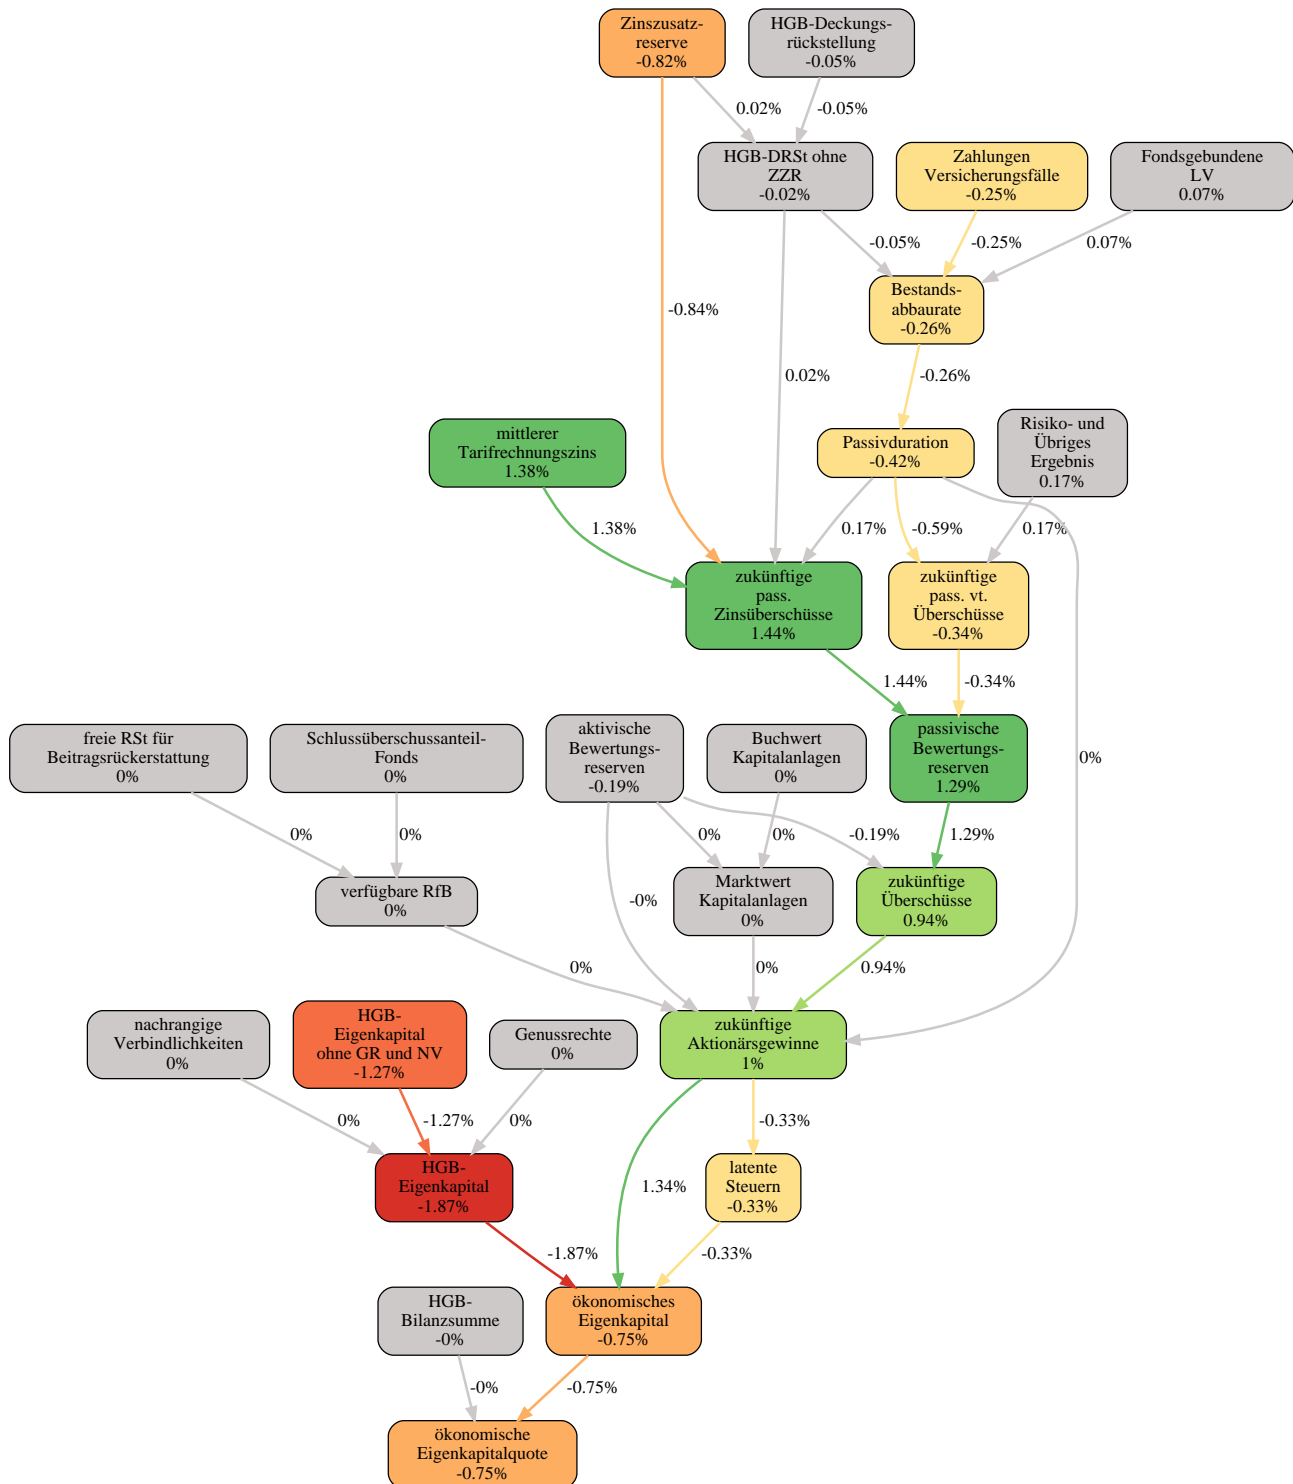 Zinszusatz-
reserve
-0.82%
HGB-Deckungs-
rückstellung
-0.05%
0.02%
-0.05%
HGB-DRSt ohne
ZZR
-0.02%
Zahlungen
Versicherungsfälle
-0.25%
Fondsgebundene
LV
0.07%
-0.05%
-0.25%
0.07%
Bestands-
abbaurate
-0.26%
-0.84%
0.02%
-0.26%
mittlerer
Tarifrechnungszins
1.38%
Passivduration
-0.42%
Risiko- und
Übriges
Ergebnis
0.17%
1.38%
0.17%
-0.59%
0.17%
zukünftige
pass.
Zinsüberschüsse
1.44%
zukünftige
pass. vt.
Überschüsse
-0.34%
1.44%
-0.34%
freie RSt für
Beitragsrückerstattung
0%
Schlussüberschussanteil-
Fonds
0%
aktivische
Bewertungs-
reserven
-0.19%
Buchwert
Kapitalanlagen
0%
passivische
Bewertungs-
reserven
1.29%
0%
0%
0%
0%
0%
-0.19%
1.29%
verfügbare RfB
0%
-0%
Marktwert
Kapitalanlagen
0%
zukünftige
Überschüsse
0.94%
0%
0%
0.94%
nachrangige
Verbindlichkeiten
0%
HGB-
Eigenkapital
ohne GR und NV
-1.27%
Genussrechte
0%
zukünftige
Aktionärsgewinne
1%
0%
-1.27%
0%
-0.33%
HGB-
Eigenkapital
-1.87%
1.34%
latente
Steuern
-0.33%
-1.87%
-0.33%
HGB-
Bilanzsumme
-0%
ökonomisches
Eigenkapital
-0.75%
-0%
-0.75%
ökonomische
Eigenkapitalquote
-0.75%